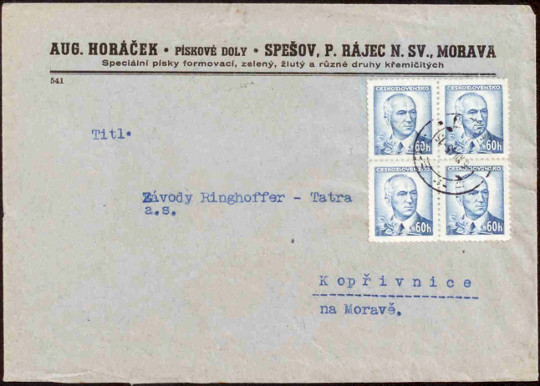 AUG. HORÁČEK • PÍSKOVÉ DOLY • SPEŠOV, P. RÁJEC N. SV., MORAVA
Speciální písky formovací, zelený, žlutý a různé druhy křemičitých
541
ČESKOSLOVENSKO ČESKOSLOVENSKO
60h 60h
Titl.
ČESKOSLOVENSKO ČESKOSLOVENSKO
60h 60h
Závody Ringhoffer - Tatra
a.s.
Kopřivnice
na Moravě.